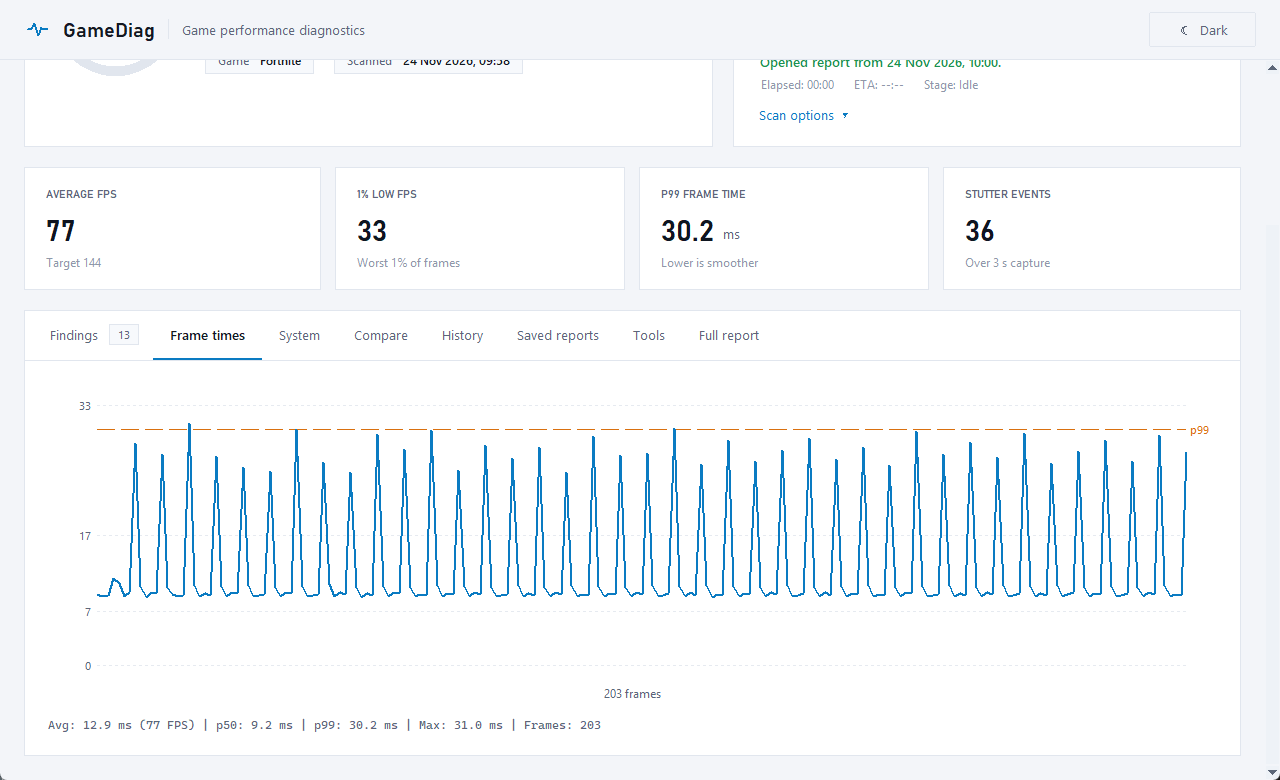 GameDiag
Game performance diagnostics
Dark
Game Fortnite
Scanned 24 Nov 2026, 09:58
Opened report from 24 Nov 2026, 10:00.
Elapsed: 00:00 ETA: --:-- Stage: Idle
Scan options
AVERAGE FPS
77
Target 144
1% LOW FPS
33
Worst 1% of frames
P99 FRAME TIME
30.2 ms
Lower is smoother
STUTTER EVENTS
36
Over 3 s capture
Findings 13 Frame times System Compare History Saved reports Tools Full report
33
p99
17
7
0
203 frames
Avg: 12.9 ms (77 FPS) | p50: 9.2 ms | p99: 30.2 ms | Max: 31.0 ms | Frames: 203